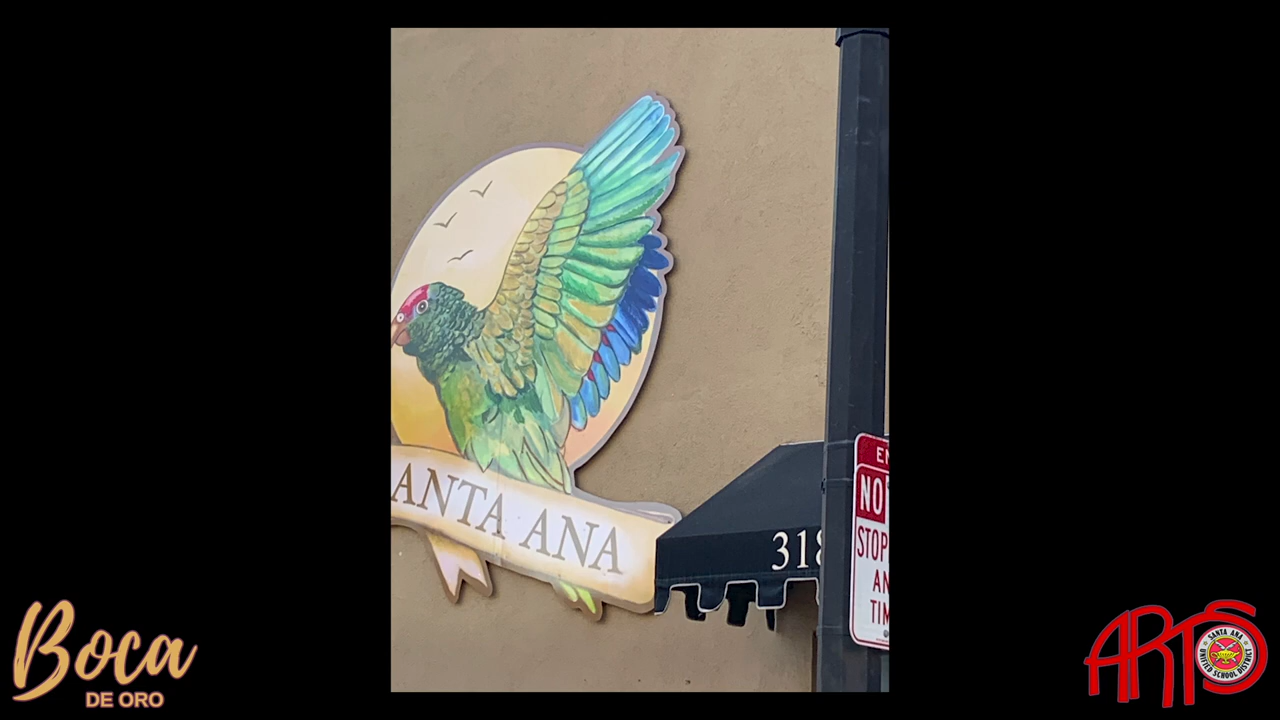 ANTA ANA
318
NO
STOP
AN
TIM
Boca
DE ORO
ARTS
SANTA ANA
UNIFIED SCHOOL DISTRICT